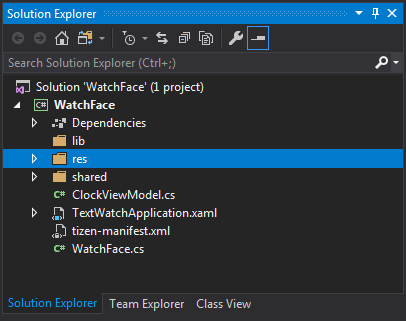 Solution Explorer
Search Solution Explorer (Ctrl+;)
Solution 'WatchFace' (1 project)
C# WatchFace
Dependencies
lib
res
shared
C# ClockViewModel.cs
TextWatchApplication.xaml
tizen-manifest.xml
C# WatchFace.cs
Solution Explorer Team Explorer Class View